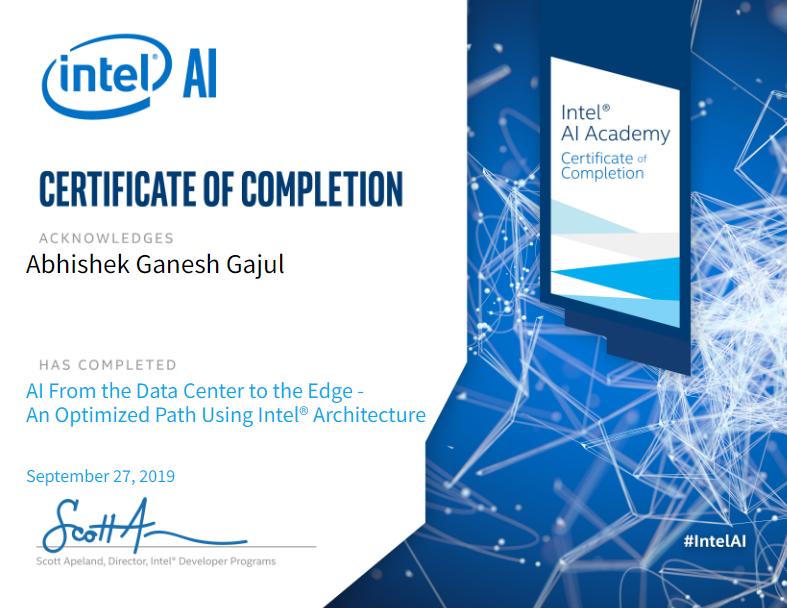 intel® AI
CERTIFICATE OF COMPLETION
ACKNOWLEDGES
Abhishek Ganesh Gajul
HAS COMPLETED
AI From the Data Center to the Edge -
An Optimized Path Using Intel® Architecture
September 27, 2019
Scott A
Scott Apeland, Director, Intel® Developer Programs
Intel®
AI Academy
Certificate of
Completion
#IntelAI